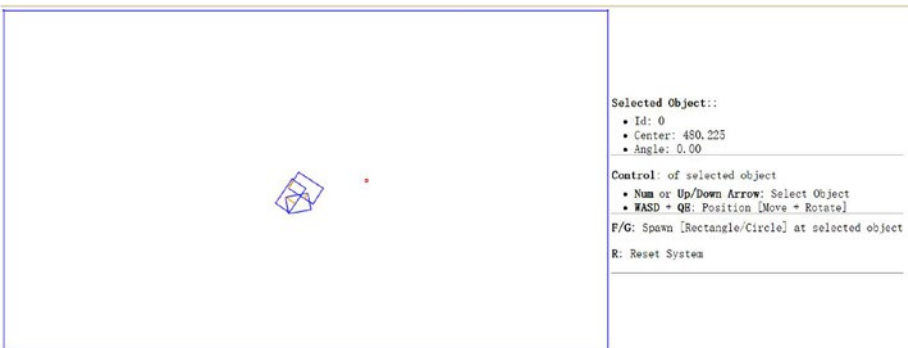 Selected Object::
Id: 0
Center: 480,225
Angle: 0.00
Control: of selected object
Num or Up/Down Arrow: Select Object
WASD + QE: Position [Move + Rotate]
F/G: Spawn [Rectangle/Circle] at selected object
R: Reset System